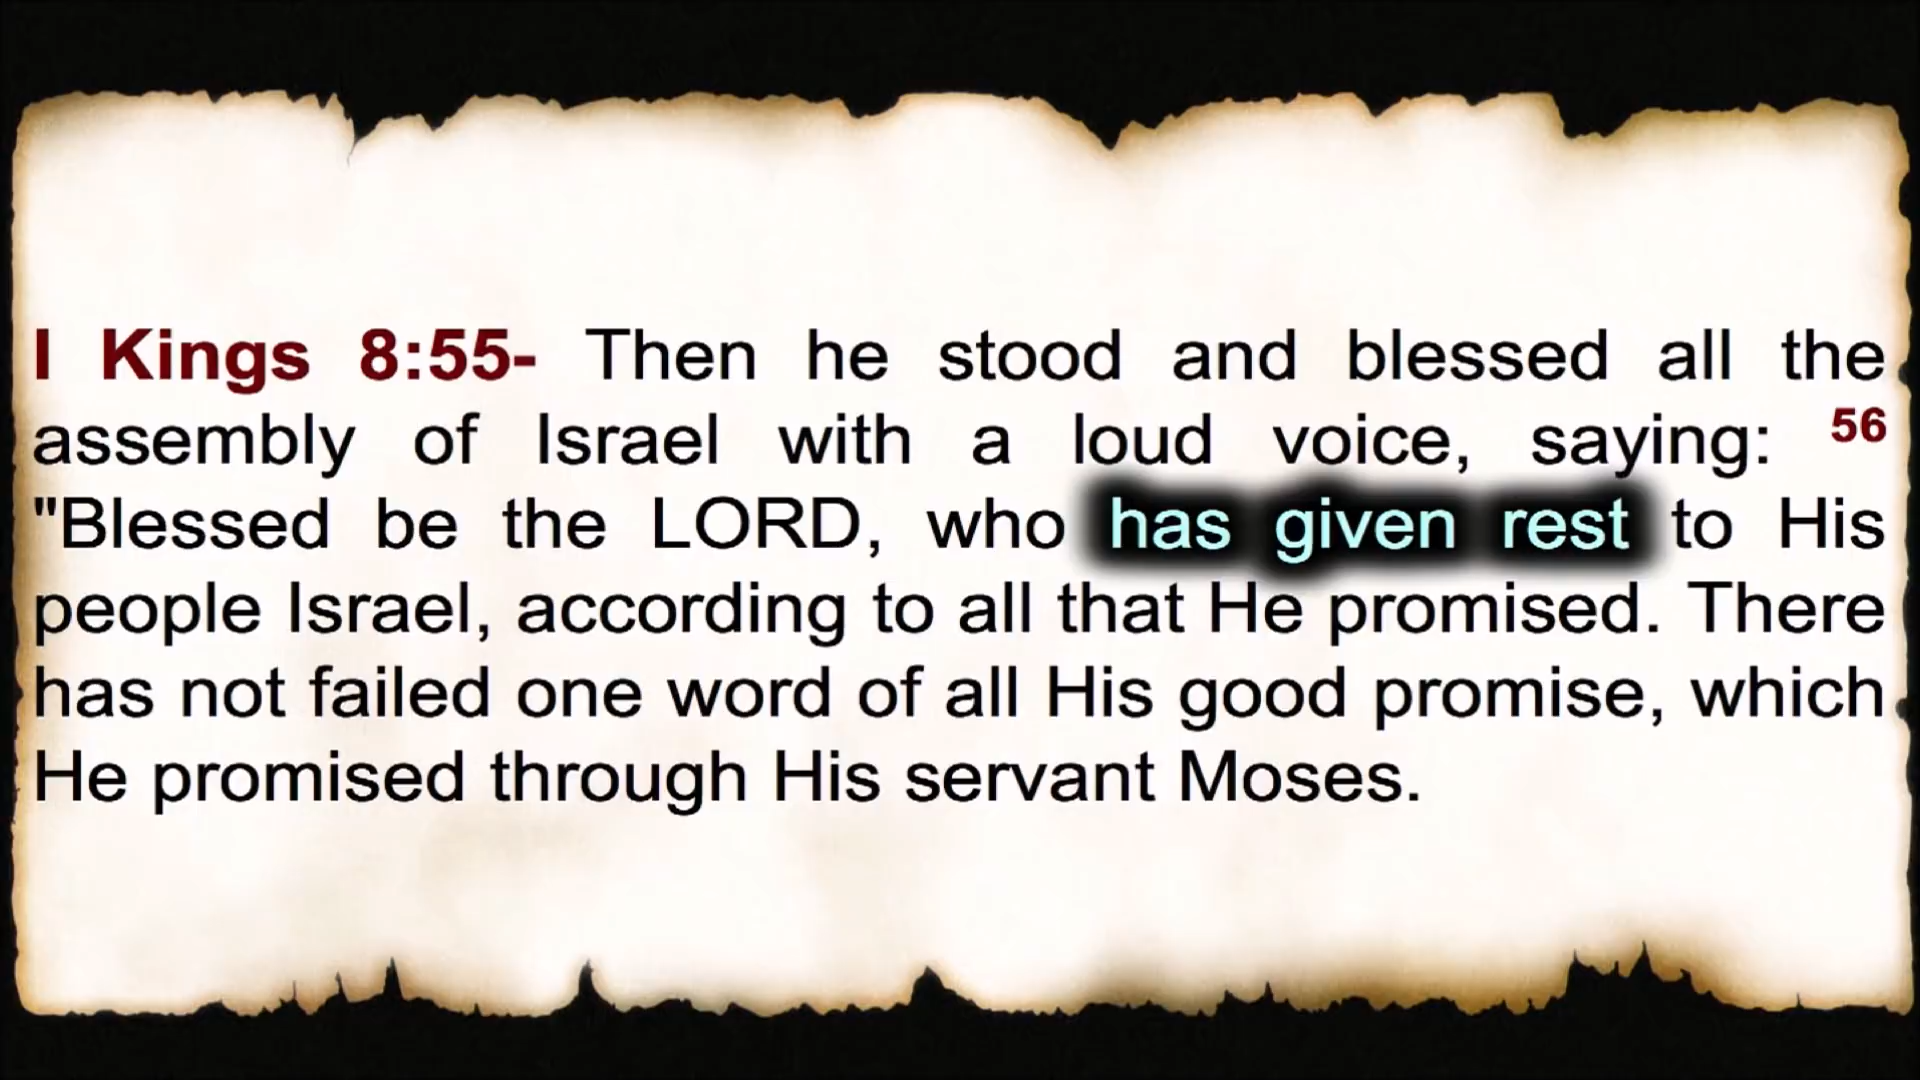 I Kings 8:55- Then he stood and blessed all the
assembly of Israel with a loud voice, saying: 56
"Blessed be the LORD, who has given rest to His
people Israel, according to all that He promised. There
has not failed one word of all His good promise, which
He promised through His servant Moses.